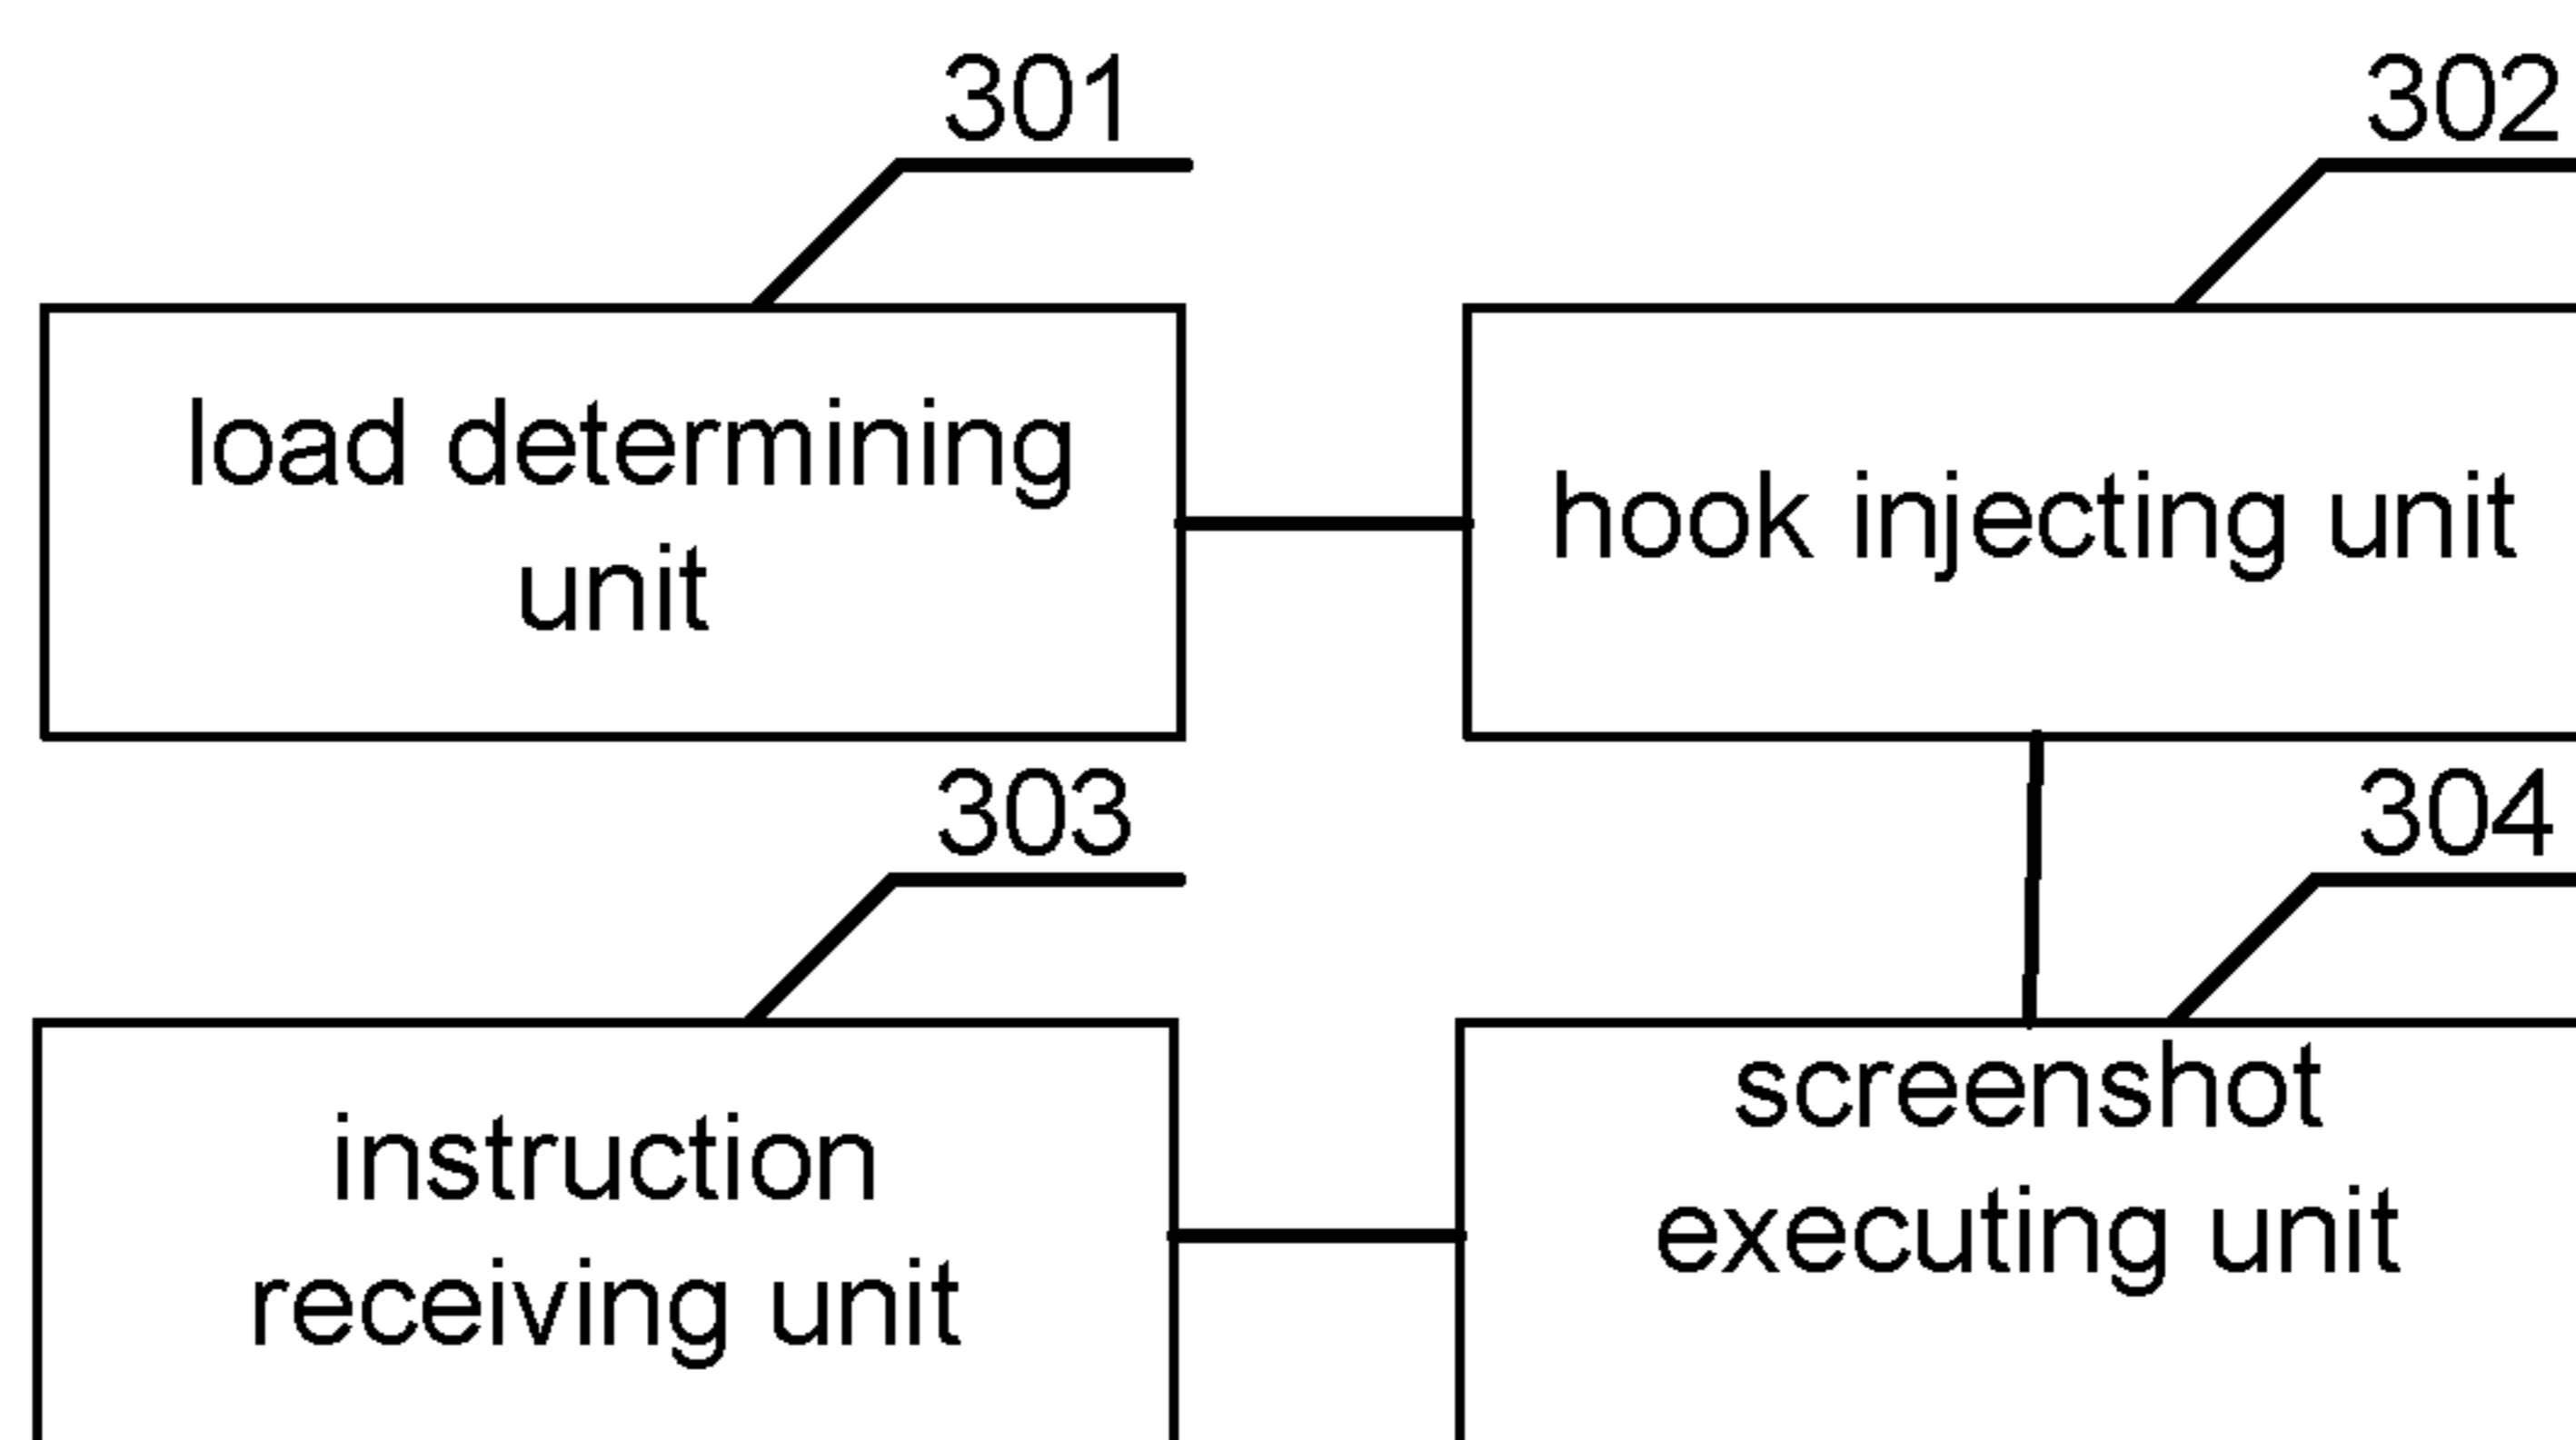 301
302
load determining
unit
hook injecting unit
303
304
instruction
receiving unit
screenshot
executing unit